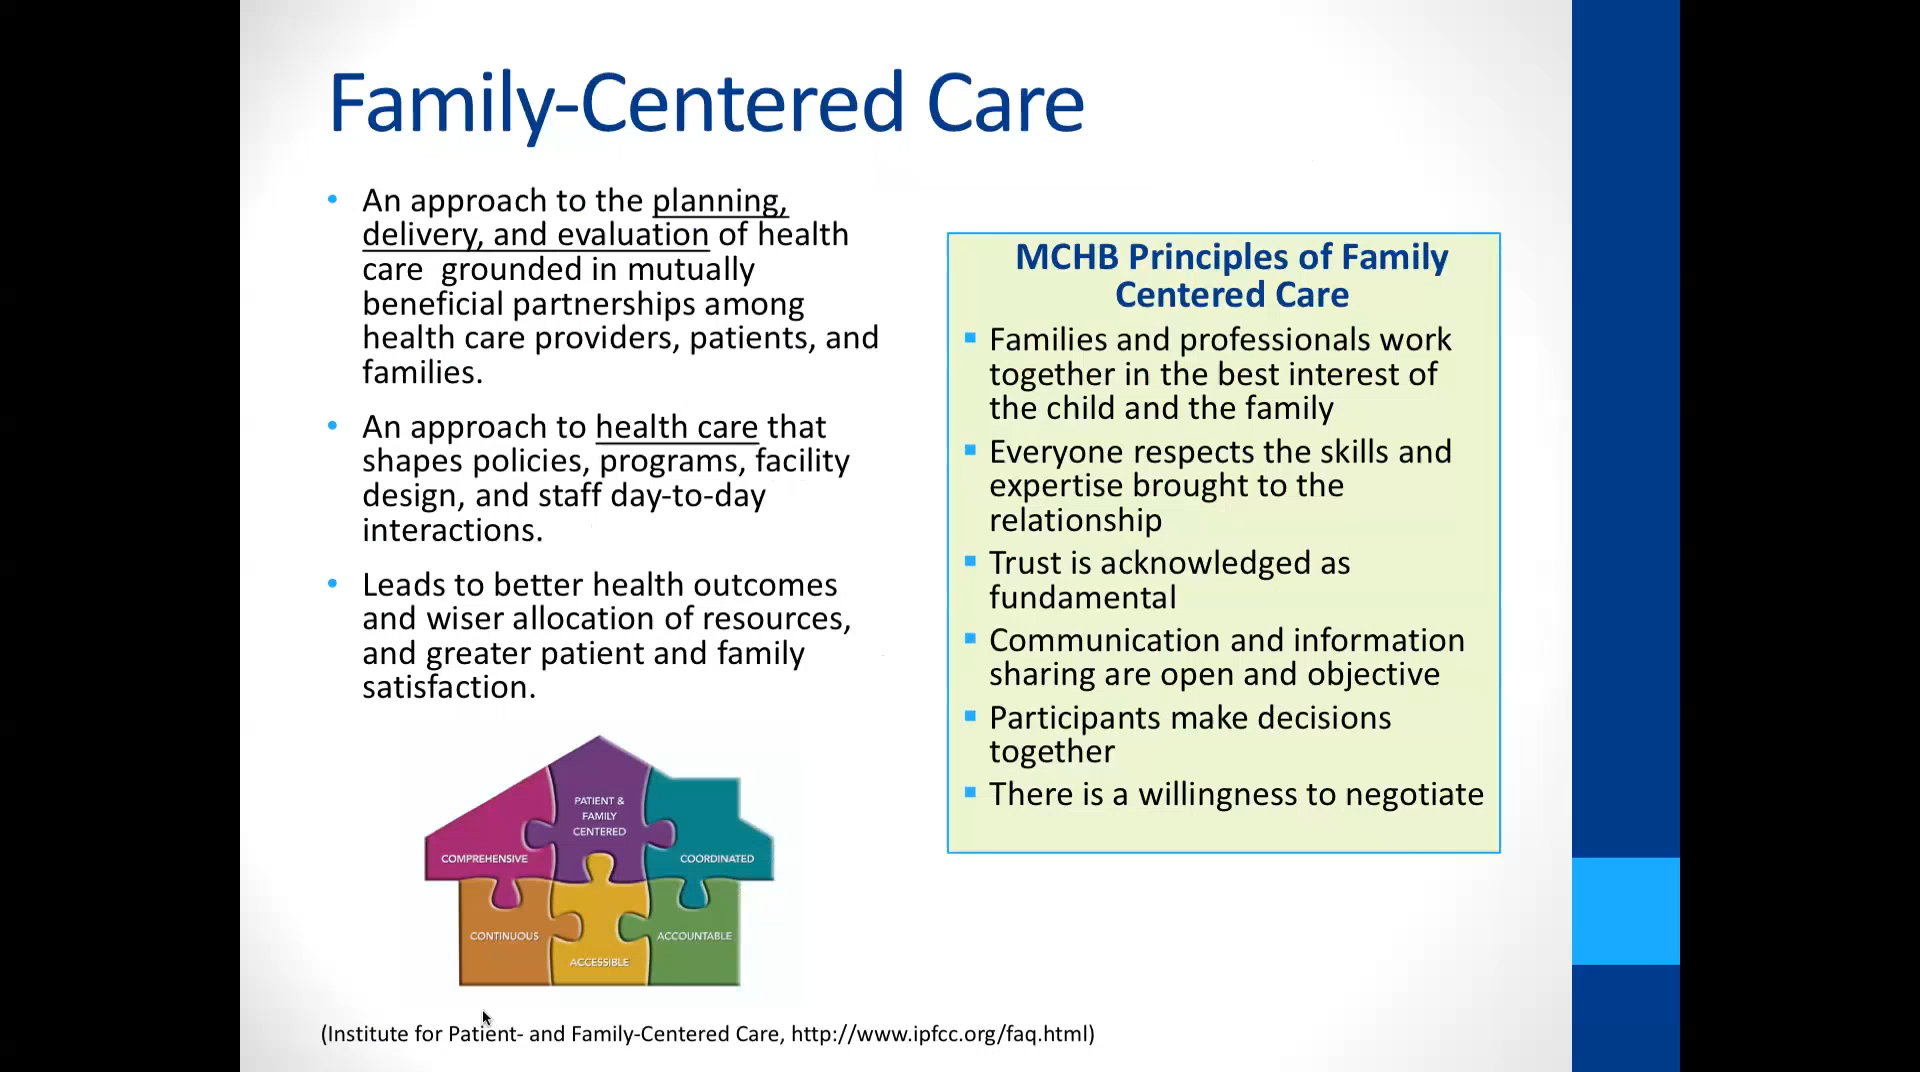 Family-Centered Care
• An approach to the planning,
delivery, and evaluation of health
care  grounded in mutually
beneficial partnerships among
health care providers, patients, and
families.
• An approach to health care that
shapes policies, programs, facility
design, and staff day-to-day
interactions.
• Leads to better health outcomes
and wiser allocation of resources,
and greater patient and family
satisfaction.
MCHB Principles of Family
Centered Care
▪ Families and professionals work
together in the best interest of
the child and the family
▪ Everyone respects the skills and
expertise brought to the
relationship
▪ Trust is acknowledged as
fundamental
▪ Communication and information
sharing are open and objective
▪ Participants make decisions
together
▪ There is a willingness to negotiate
PATIENT &
FAMILY
CENTERED
COMPREHENSIVE
COORDINATED
CONTINUOUS
ACCOUNTABLE
ACCESSIBLE
(Institute for Patient- and Family-Centered Care, http://www.ipfcc.org/faq.html)